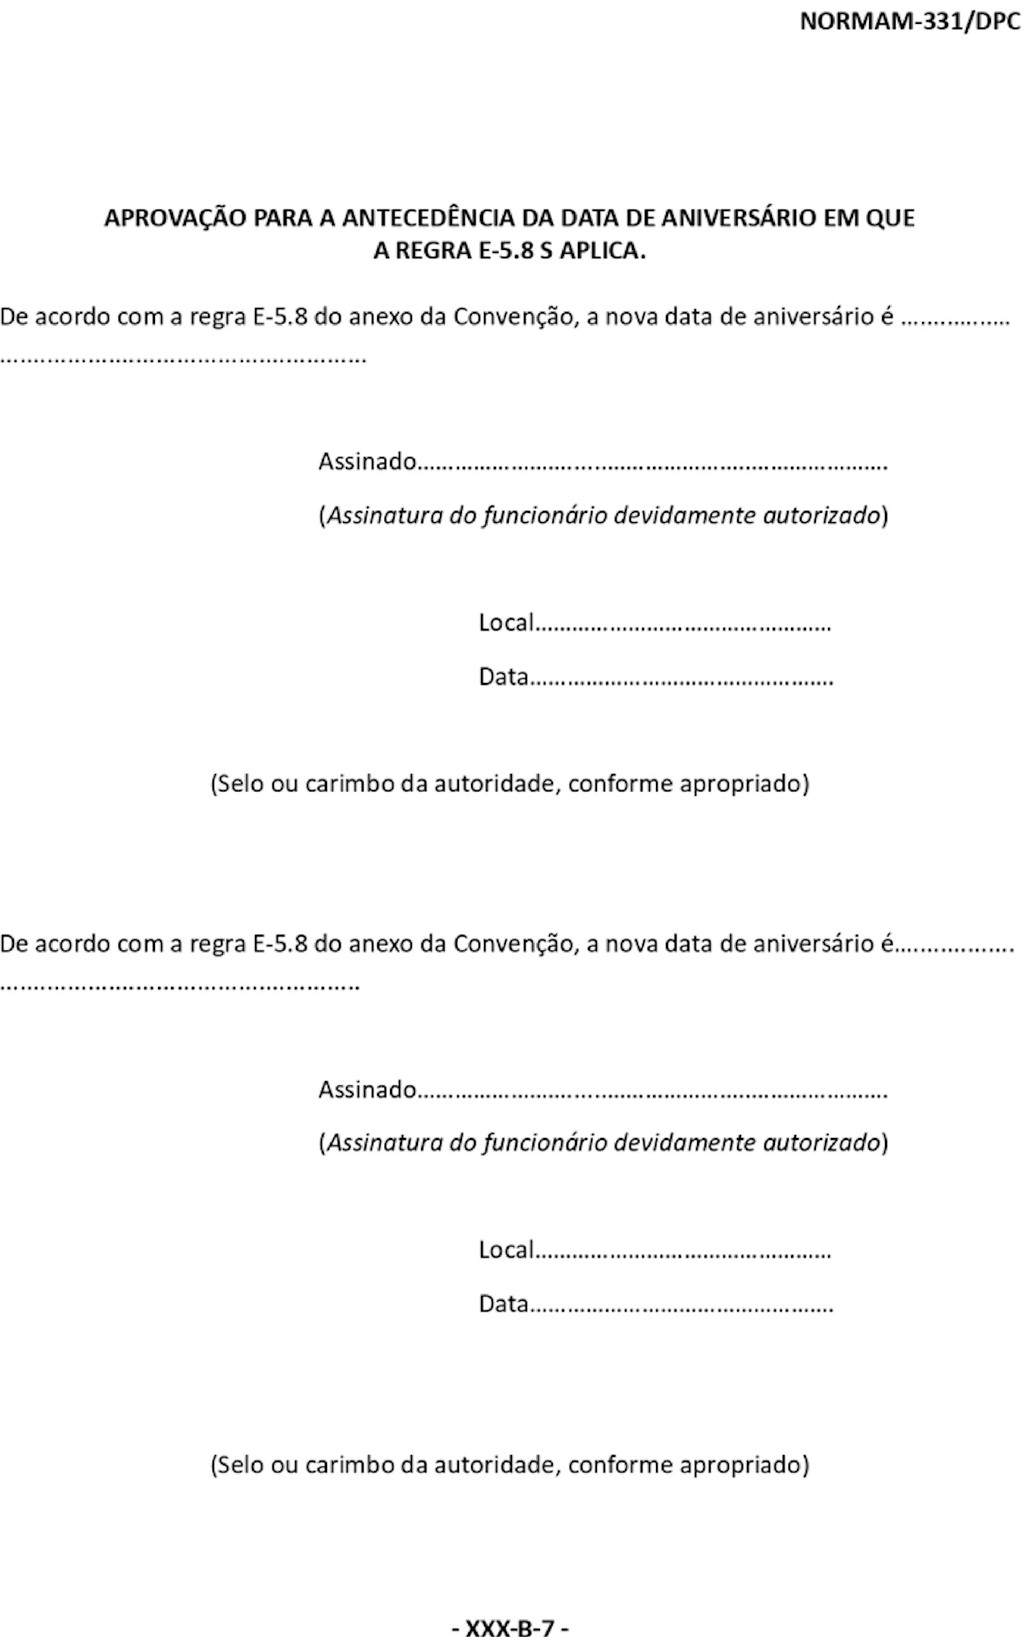 NORMAM-331/DPC
APROVAÇÃO PARA A ANTECEDÊNCIA DA DATA DE ANIVERSÁRIO EM QUE
A REGRA E-5.8 S APLICA.
De acordo com a regra E-5.8 do anexo da Convenção, a nova data de aniversário é .................
........................................................
Assinado...........................................................................
(Assinatura do funcionário devidamente autorizado)
Local................................................
Data.................................................
(Selo ou carimbo da autoridade, conforme apropriado)
De acordo com a regra E-5.8 do anexo da Convenção, a nova data de aniversário é...................
.......................................................
Assinado...........................................................................
(Assinatura do funcionário devidamente autorizado)
Local................................................
Data.................................................
(Selo ou carimbo da autoridade, conforme apropriado)
- XXX-B-7 -